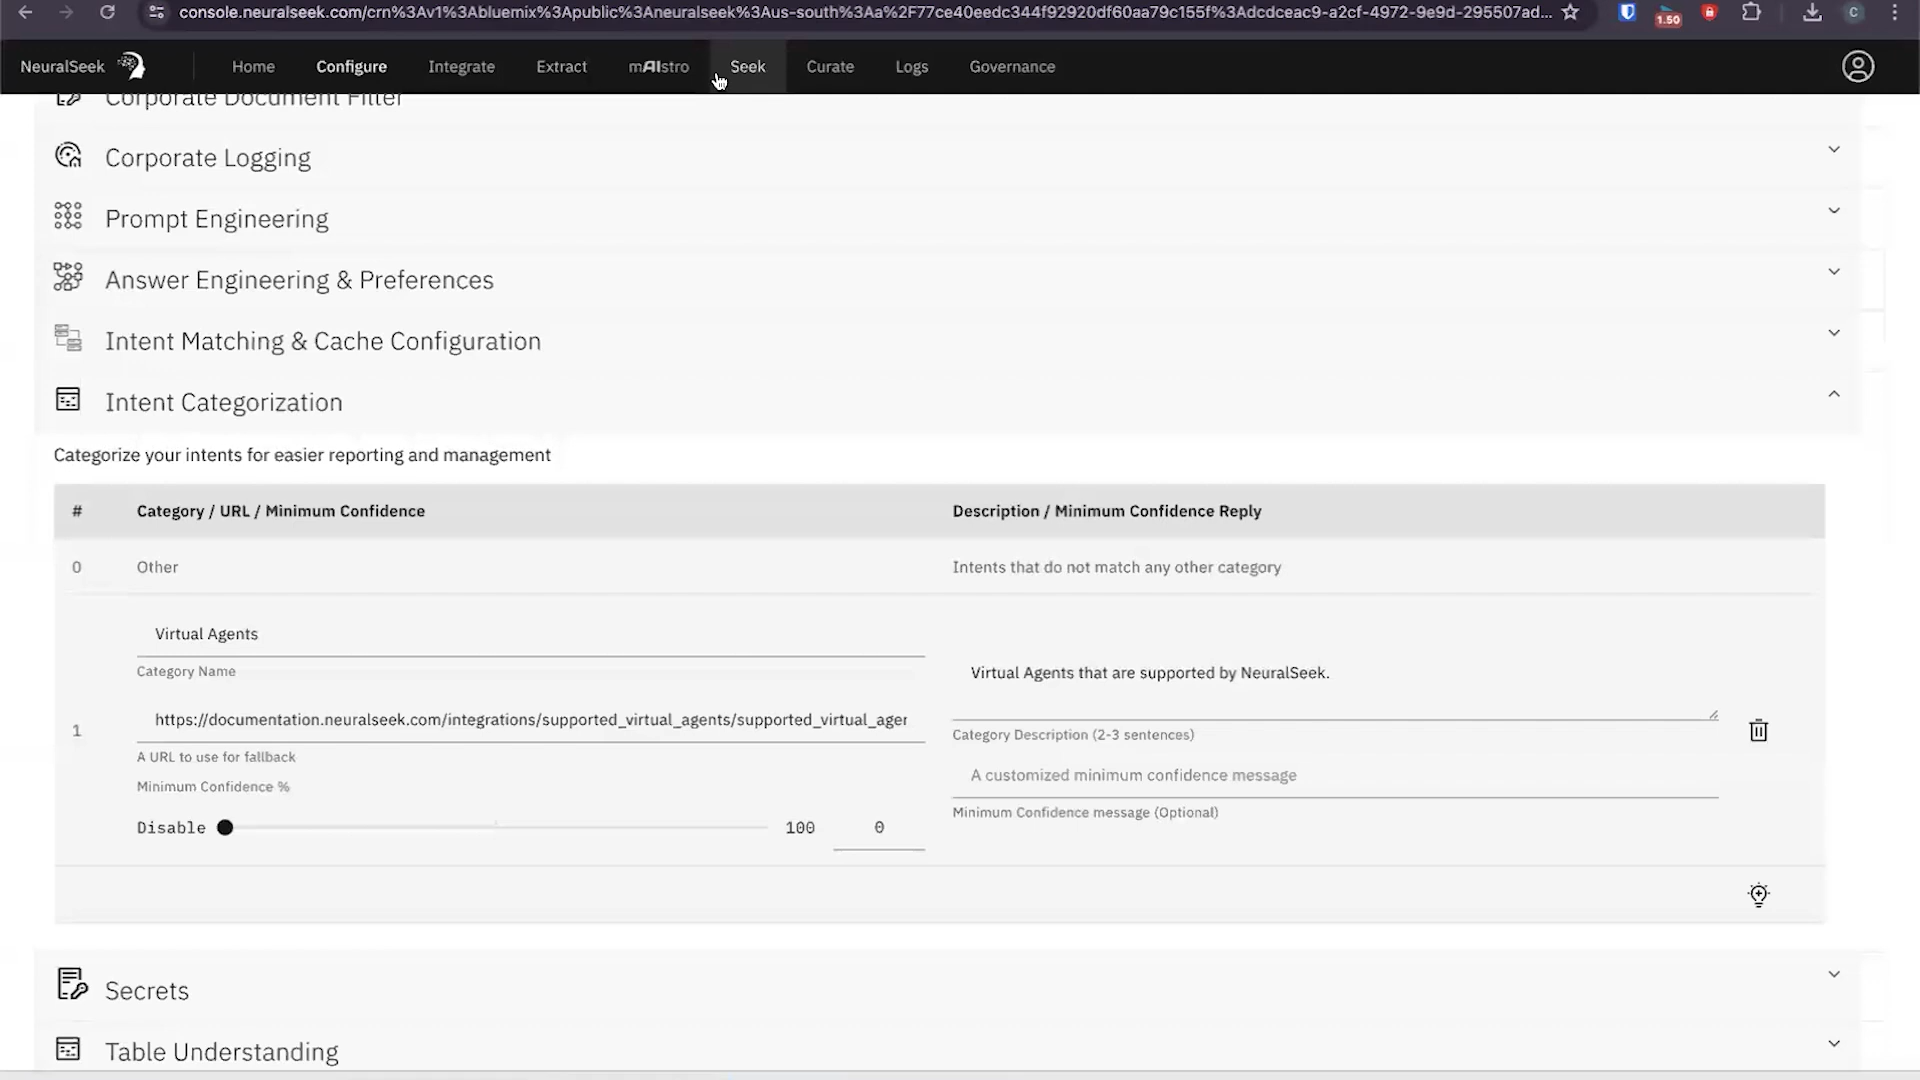 console.neuralseek.com/crn%3Av1%3Abluemix%3Apublic%3Aneuralseek%3Aus-south%3Aa%2F77ce40eedc344f92920df60aa79c155f%3Adcdceac9-a2cf-4972-9e9d-295507ad...
1.50
C
NeuralSeek
Home
Configure
Integrate
Extract
mAIstro
Seek
Curate
Logs
Governance
Corporate Document Filter
Corporate Logging
Prompt Engineering
Answer Engineering & Preferences
Intent Matching & Cache Configuration
Intent Categorization
Categorize your intents for easier reporting and management
# Category / URL / Minimum Confidence Description / Minimum Confidence Reply
0 Other Intents that do not match any other category
Virtual Agents
Category Name
Virtual Agents that are supported by NeuralSeek.
https://documentation.neuralseek.com/integrations/supported_virtual_agents/supported_virtual_ager
1
Category Description (2-3 sentences)
A URL to use for fallback
A customized minimum confidence message
Minimum Confidence %
Minimum Confidence message (Optional)
Disable 100 0
Secrets
Table Understanding